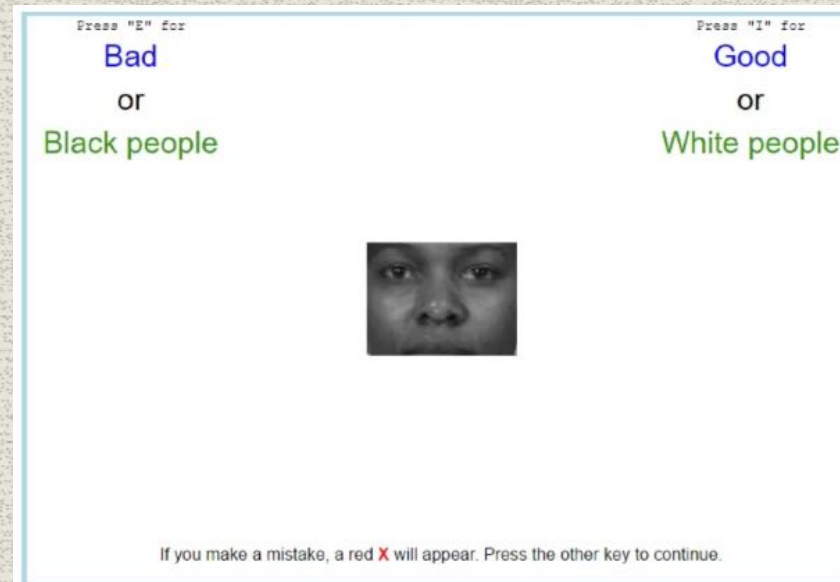 Press "E" for
Bad
or
Black people
Press "I" for
Good
or
White people
If you make a mistake, a red X will appear. Press the other key to continue.